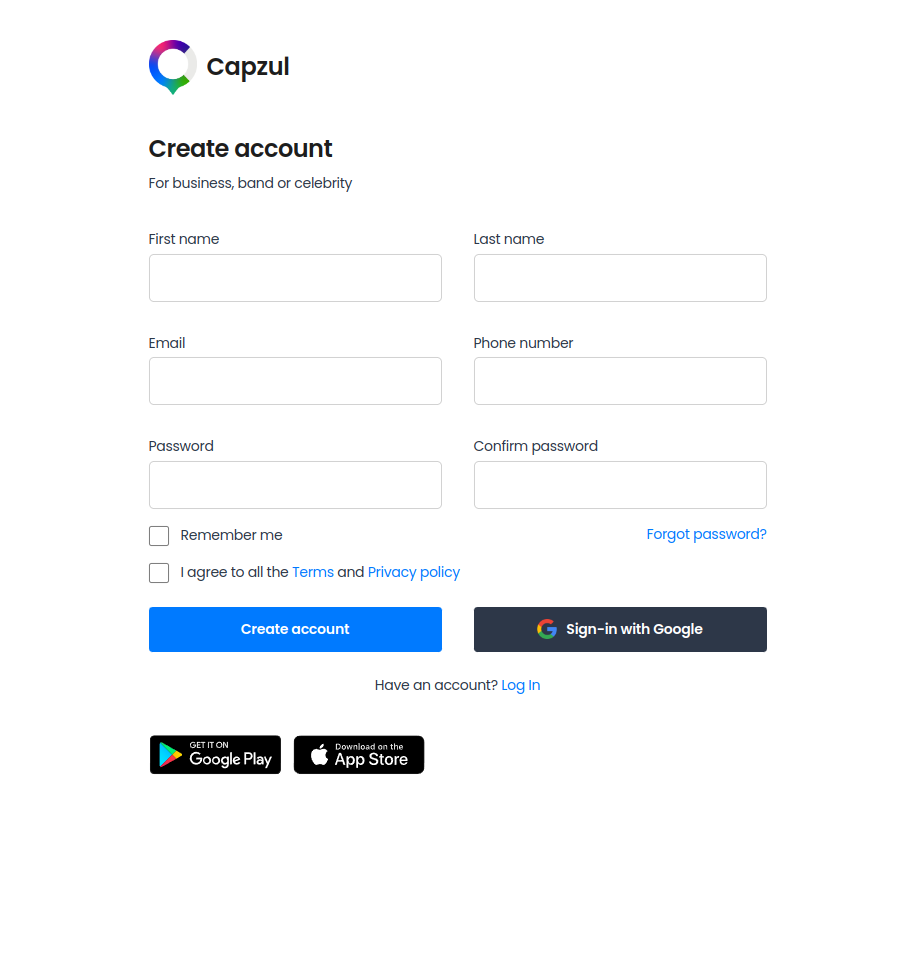 Capzul
Create account
For business, band or celebrity
First name
Last name
Email
Phone number
Password
Confirm password
Remember me
Forgot password?
I agree to all the Terms and Privacy policy
Create account
Sign-in with Google
Have an account? Log In
GET IT ON
Google Play
Download on the
App Store